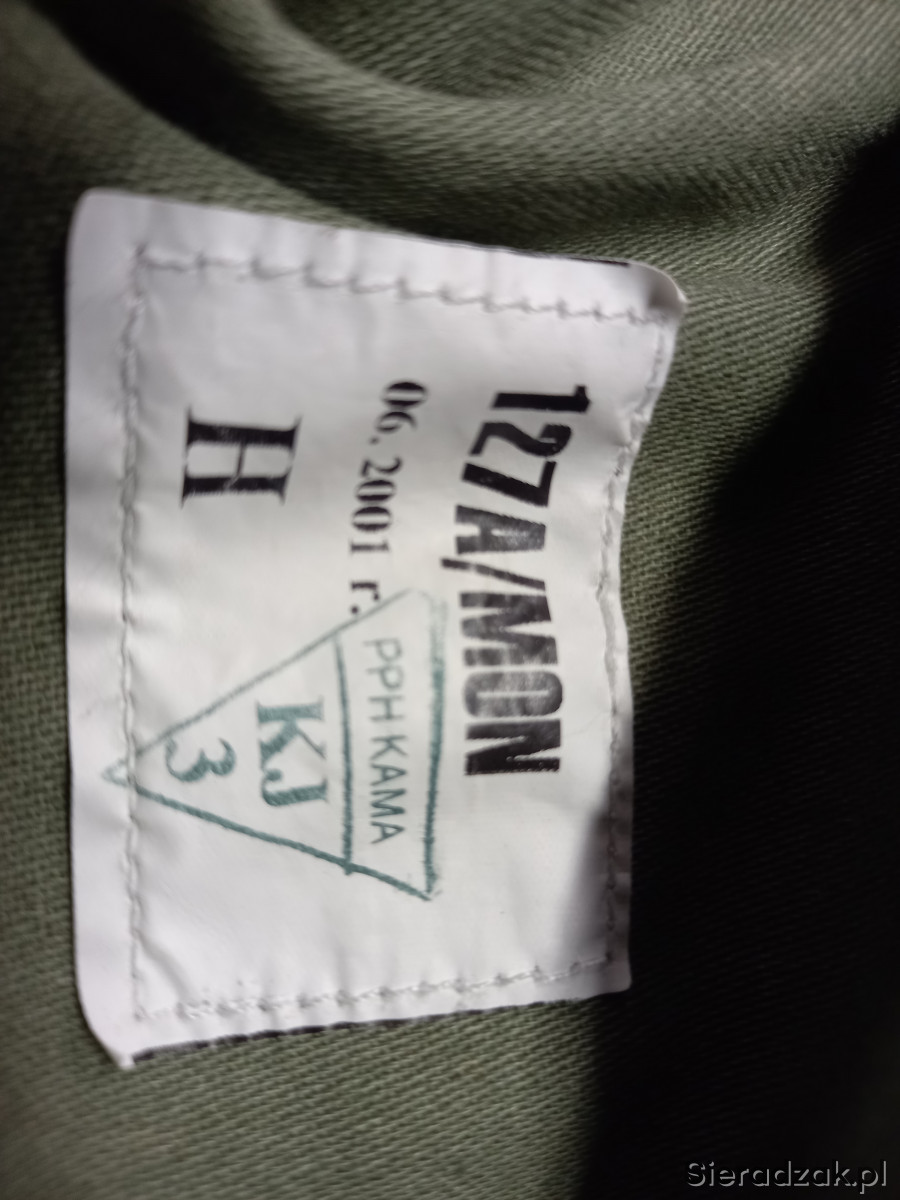 127A/MON
06. 2001 r.
H
PPH KAMA
KJ
3
Sieradzak.pl